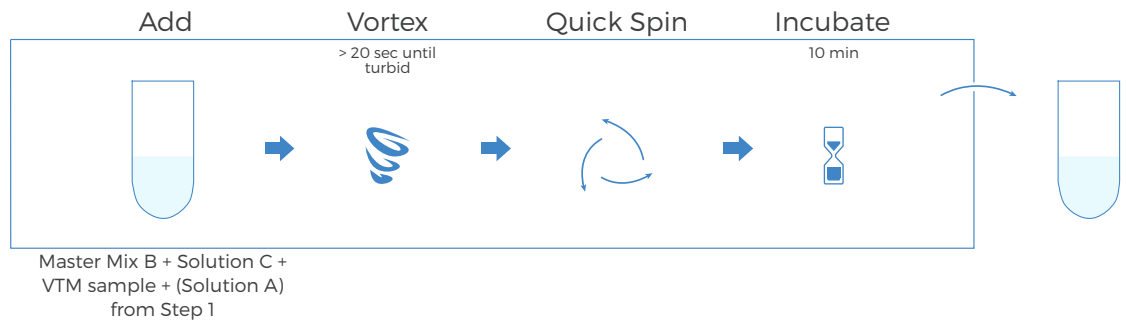 Add
Vortex
Quick Spin
Incubate
> 20 sec until
turbid
10 min
Master Mix B + Solution C +
VTM sample + (Solution A)
from Step 1